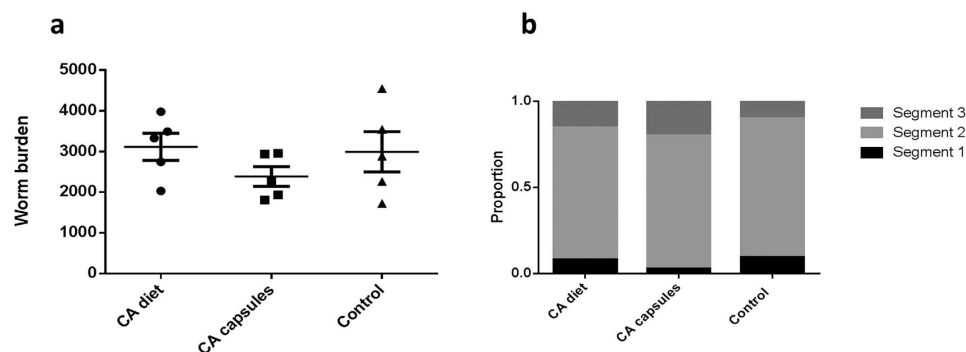 a
Worm burden
5000
4000
3000
2000
1000
0
CA diet
CA capsules
Control
b
Proportion
1.0
0.5
0.0
CA diet
CA capsules
Control
Segment 3
Segment 2
Segment 1